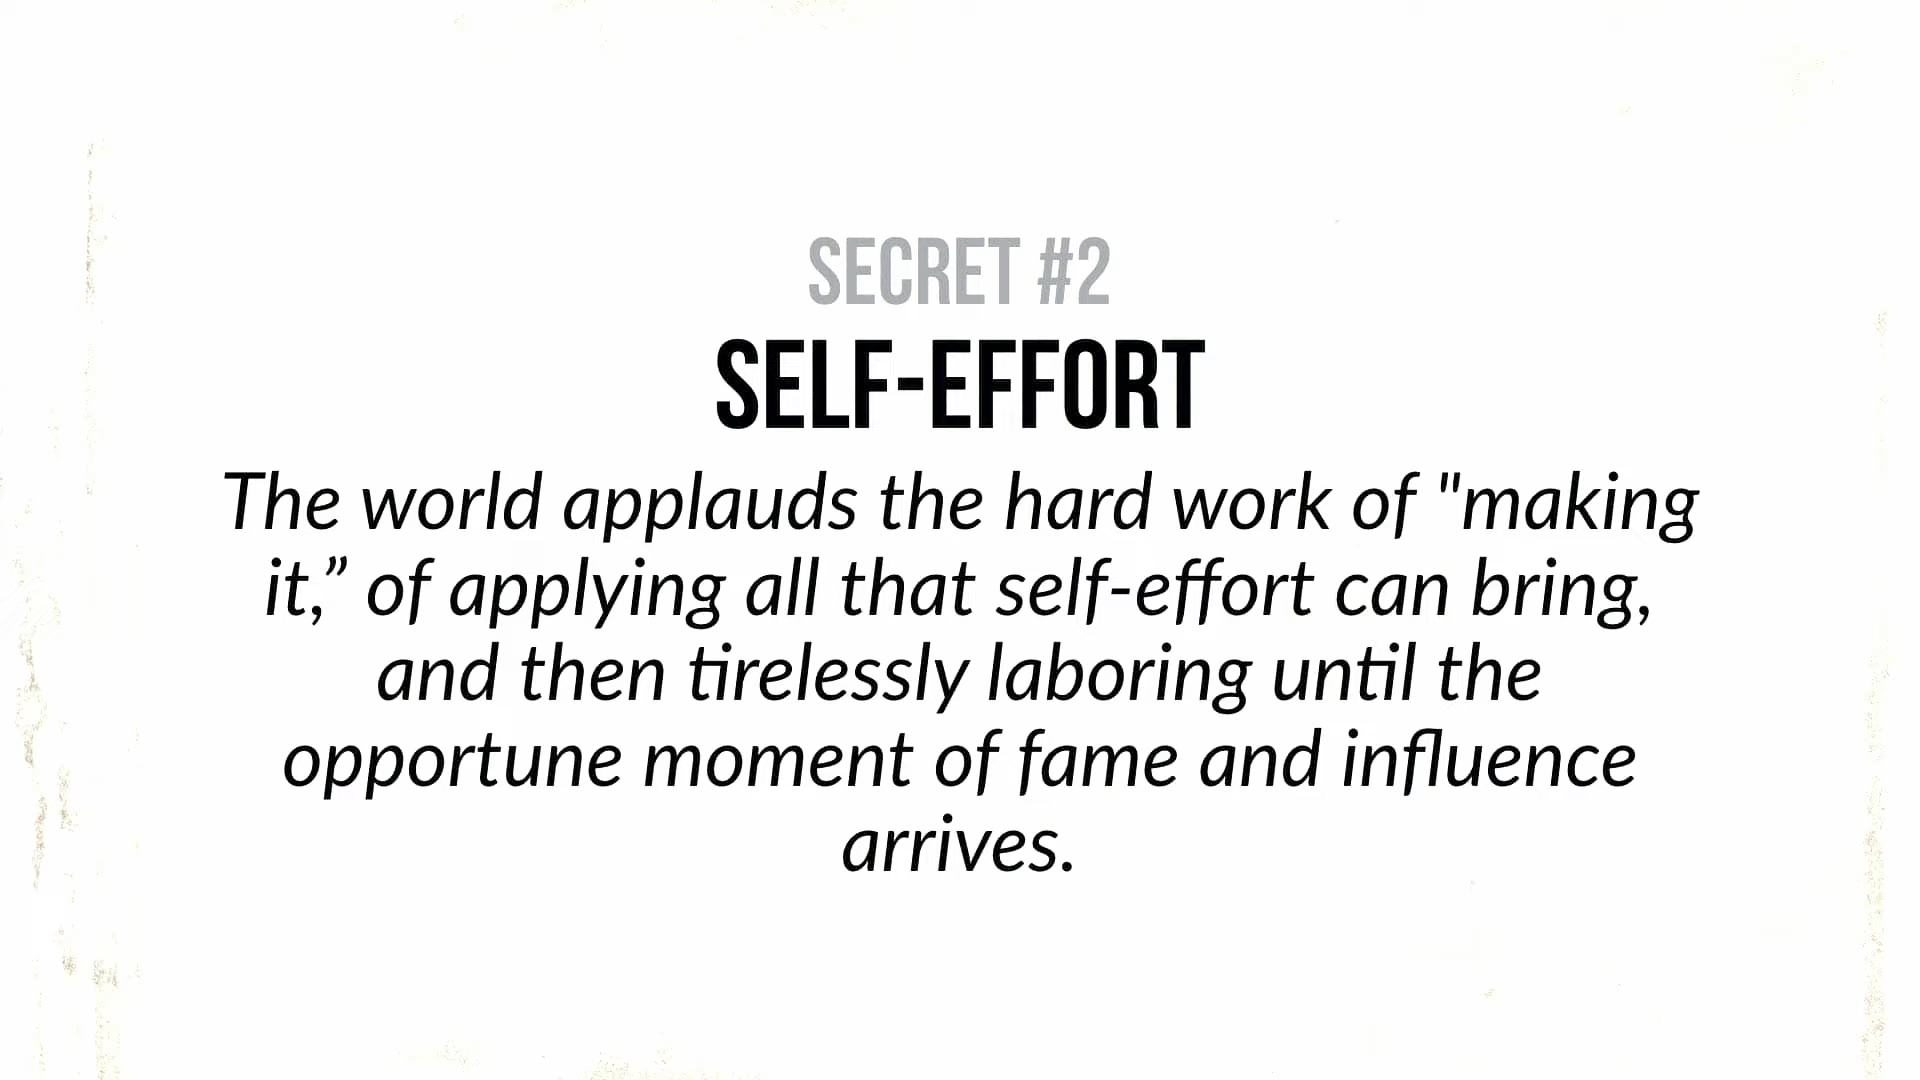 SECRET #2
SELF-EFFORT
The world applauds the hard work of "making
it,” of applying all that self-effort can bring,
and then tirelessly laboring until the
opportune moment of fame and influence
arrives.